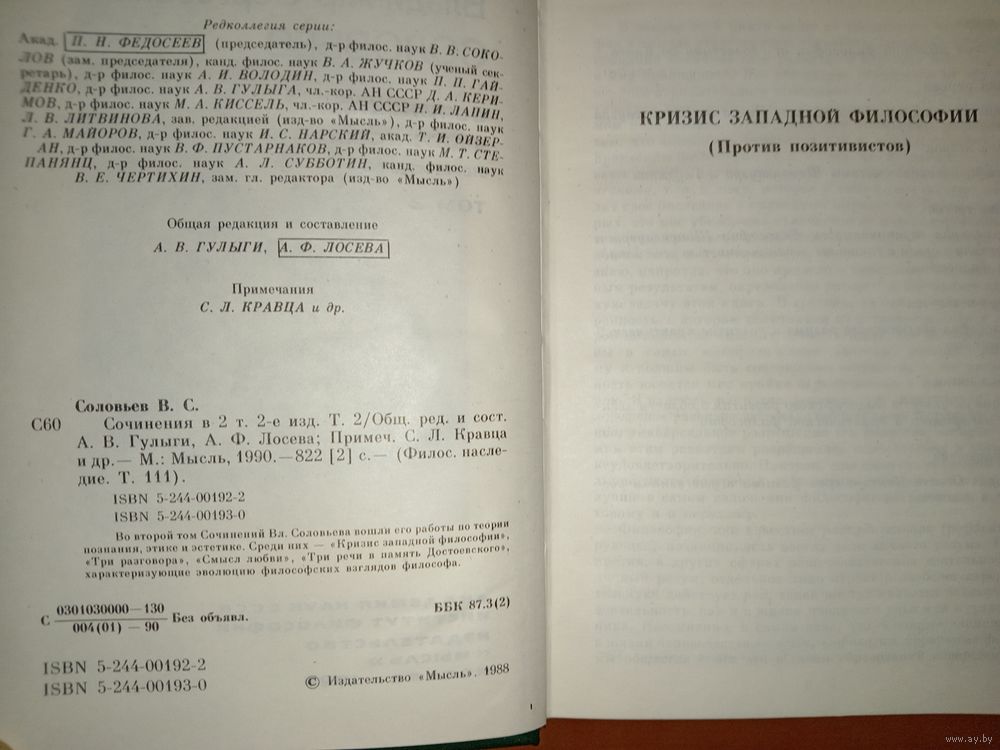 Редколлегия серии:
Акад. П. Н. ФЕДОСЕЕВ (председатель), д-р филос. наук В. В. СОКО-
ЛОВ (зам. председателя), канд. филос. наук В. А. ЖУЧКОВ (ученый сек-
ретарь), д-р филос. наук А. И. ВОЛОДИН, д-р филос. наук П. П. ГАЙ-
ДЕНКО, д-р филос. наук А. В. ГУЛЫГА, чл.-кор. АН СССР Д. А. КЕРИ-
МОВ, д-р филос. наук М. А. КИССЕЛЬ, чл.-кор. АН СССР Н. И. ЛАПИН,
Л. В. ЛИТВИНОВА, зав. редакцией (изд-во «Мысль»), д-р филос. наук
Г. А. МАЙОРОВ, д-р филос. наук И. С. НАРСКИЙ, акад. Т. И. ОЙЗЕР-
АН, д-р филос. наук В. Ф. ПУСТАРНАКОВ, д-р филос. наук М. Т. СТЕ-
ПАНЯНЦ, д-р филос. наук А. Л. СУББОТИН, канд. филос. наук
В. Е. ЧЕРТИХИН, зам. гл. редактора (изд-во «Мысль»)
Общая редакция и составление
А. В. ГУЛЫГИ, А. Ф. ЛОСЕВА
Примечания
С. Л. КРАВЦА и др.
Соловьев В. С.
С60 Сочинения в 2 т. 2-е изд. Т. 2/Общ. ред. и сост.
А. В. Гулыги, А. Ф. Лосева; Примеч. С. Л. Кравца
и др.— М.: Мысль, 1990.—822 [2] с.— (Филос. насле-
дие. Т. 111).
ISBN 5-244-00192-2
ISBN 5-244-00193-0
Во второй том Сочинений Вл. Соловьева вошли его работы по теории
познания, этике и эстетике. Среди них — «Кризис западной философии»,
«Три разговора», «Смысл любви», «Три речи в память Достоевского»,
характеризующие эволюцию философских взглядов философа.
С 0301030000—130
004(01) — 90 Без объявл.
ББК 87.3(2)
ISBN 5-244-00192-2
ISBN 5-244-00193-0
© Издательство «Мысль». 1988
КРИЗИС ЗАПАДНОЙ ФИЛОСОФИИ
(Против позитивистов)
www.ay.by